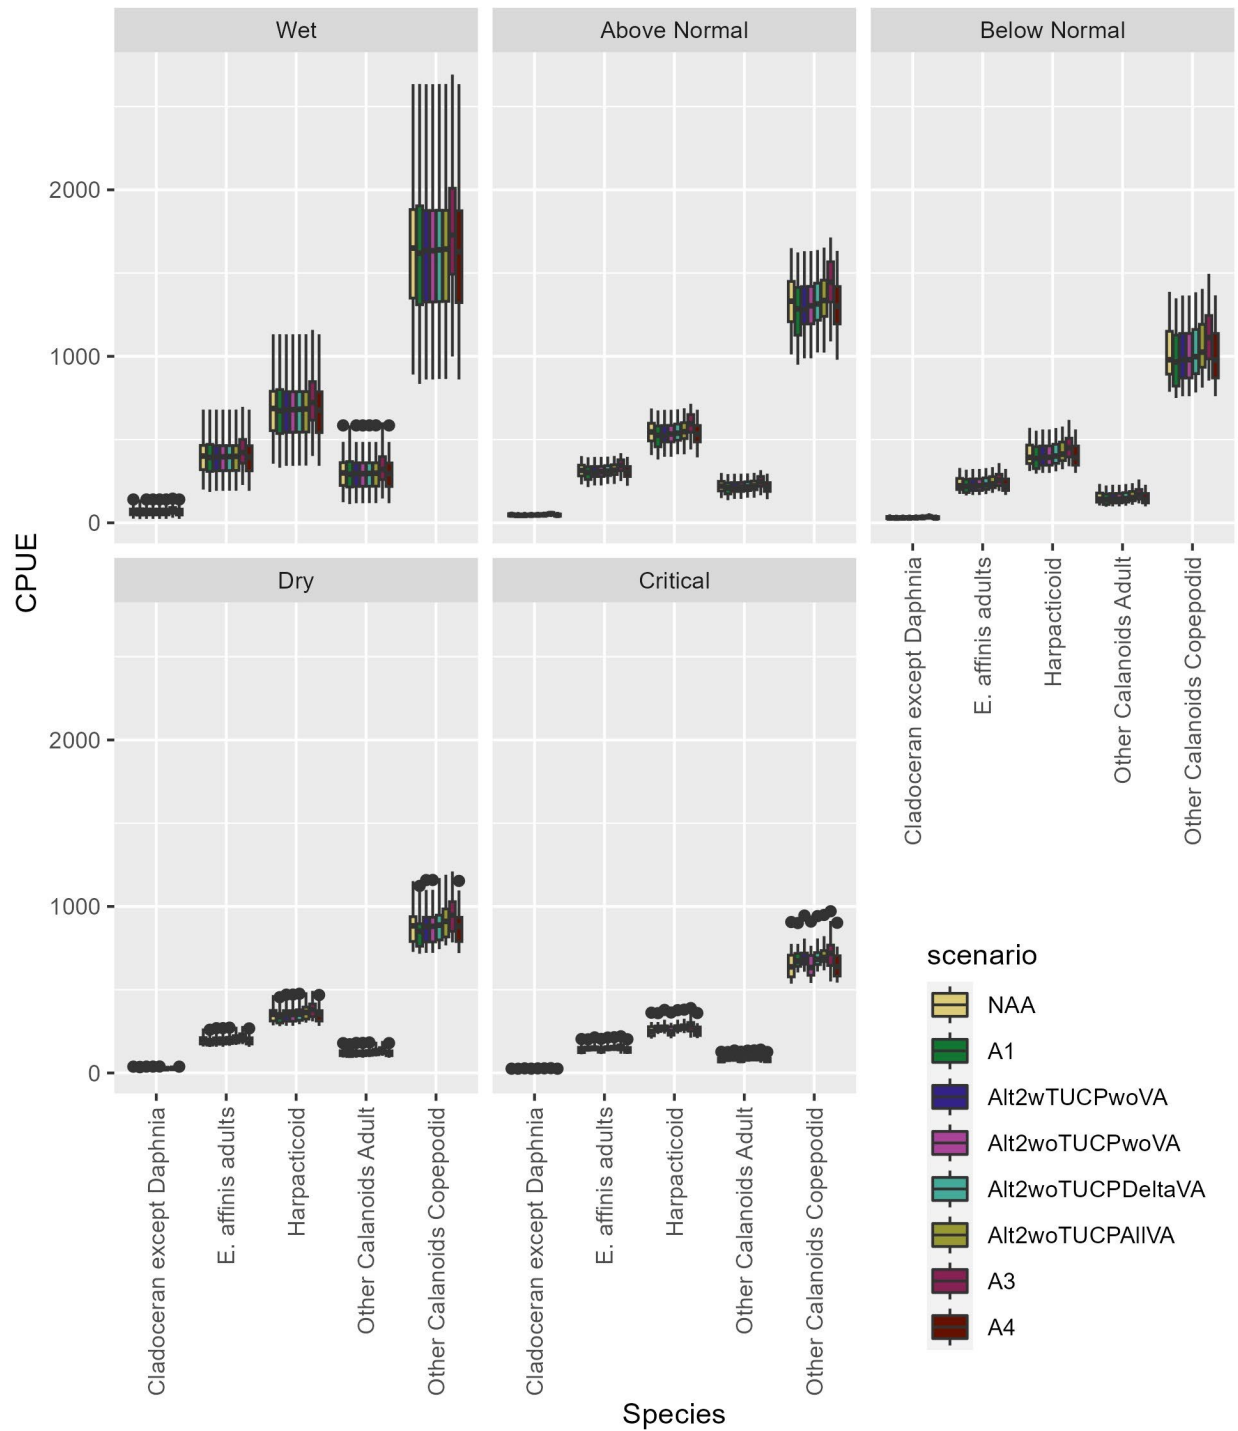 Wet
Above Normal
Below Normal
2000
1000
0
CPUE
Cladoceran except Daphnia
E. affinis adults
Harpacticoid
Other Calanoids Adult
Other Calanoids Copepodid
Dry
Critical
2000
1000
0
Cladoceran except Daphnia
E. affinis adults
Harpacticoid
Other Calanoids Adult
Other Calanoids Copepodid
Cladoceran except Daphnia
E. affinis adults
Harpacticoid
Other Calanoids Adult
Other Calanoids Copepodid
Species
scenario
NAA
A1
Alt2wTUCPwoVA
Alt2woTUCPwoVA
Alt2woTUCPDeltaVA
Alt2woTUCPAllVA
A3
A4